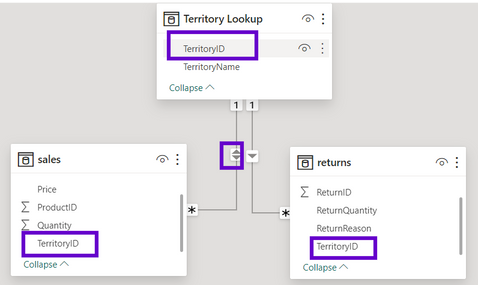 Territory Lookup
TerritoryID
TerritoryName
Collapse
1 1
sales
Price
ProductID
Quantity
TerritoryID
Collapse
*
returns
ReturnID
ReturnQuantity
ReturnReason
TerritoryID
Collapse
*